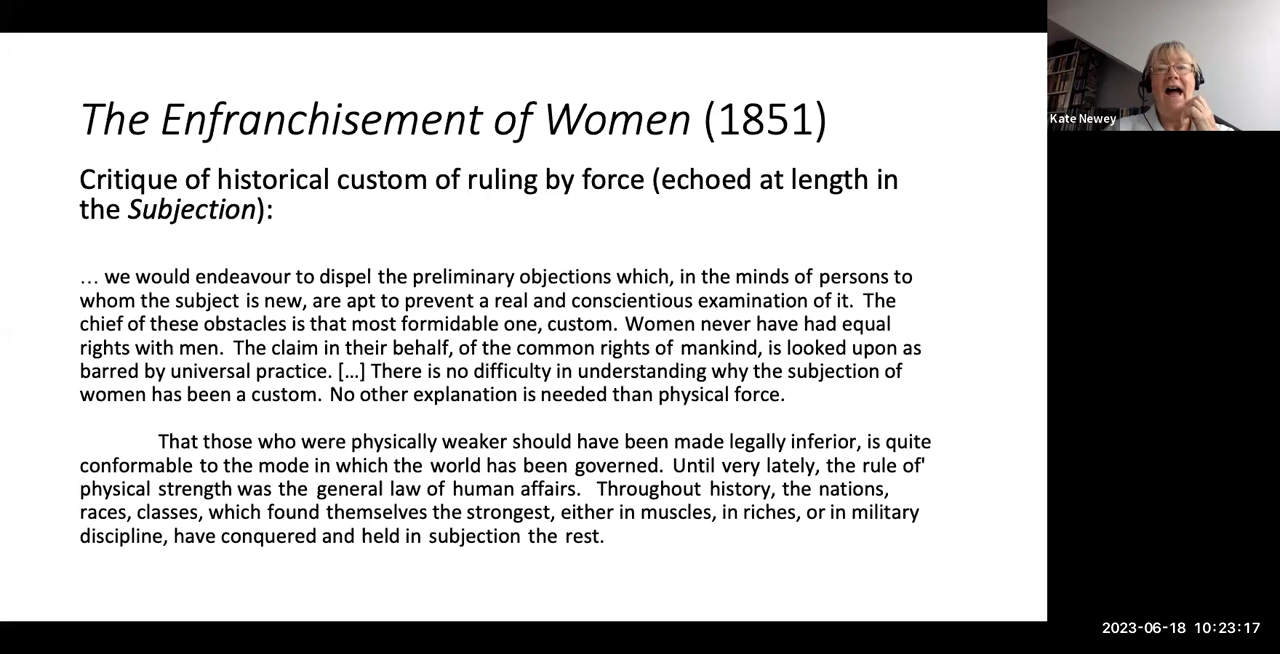 The Enfranchisement of Women (1851)
Critique of historical custom of ruling by force (echoed at length in
the Subjection):
… we would endeavour to dispel the preliminary objections which, in the minds of persons to
whom the subject is new, are apt to prevent a real and conscientious examination of it. The
chief of these obstacles is that most formidable one, custom. Women never have had equal
rights with men. The claim in their behalf, of the common rights of mankind, is looked upon as
barred by universal practice. […] There is no difficulty in understanding why the subjection of
women has been a custom. No other explanation is needed than physical force.
That those who were physically weaker should have been made legally inferior, is quite
conformable to the mode in which the world has been governed. Until very lately, the rule of'
physical strength was the general law of human affairs. Throughout history, the nations,
races, classes, which found themselves the strongest, either in muscles, in riches, or in military
discipline, have conquered and held in subjection the rest.
Kate Newey
2023-06-18 10:23:17